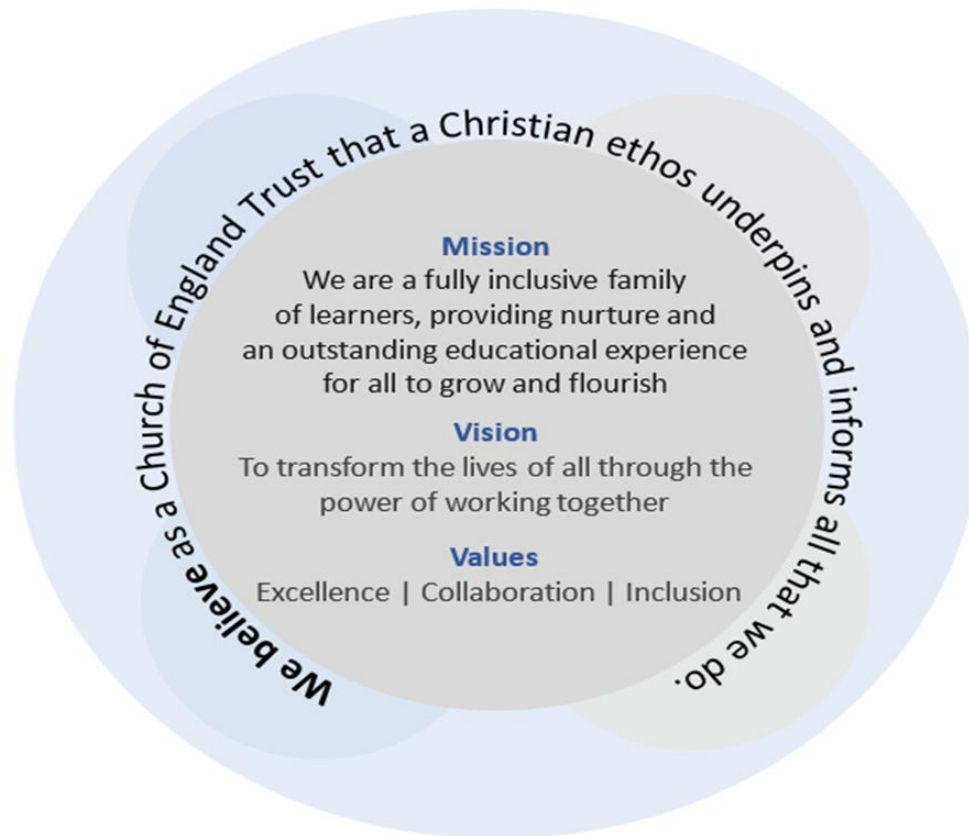 We believe as a Church of England Trust that a Christian ethos underpins and informs all that we do.
Mission
We are a fully inclusive family
of learners, providing nurture and
an outstanding educational experience
for all to grow and flourish
Vision
To transform the lives of all through the
power of working together
Values
Excellence | Collaboration | Inclusion